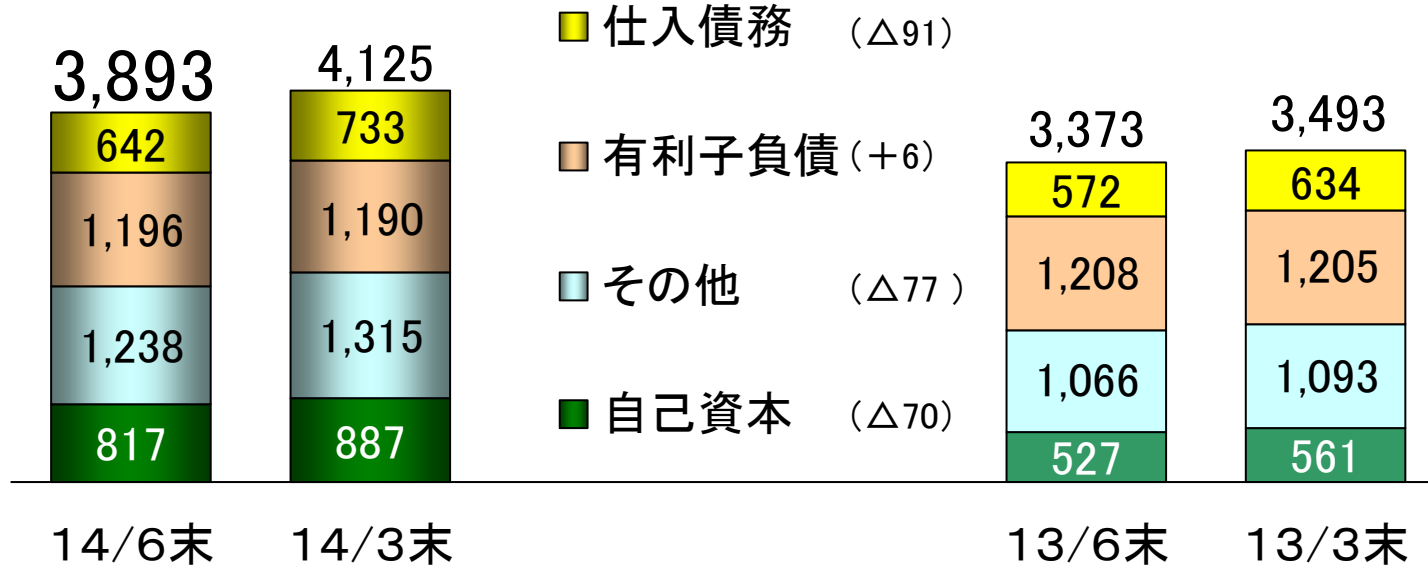 3,893
642
1,196
1,238
817
14/6末
4,125
733
1,190
1,315
887
14/3末
仕入債務 (△91)
有利子負債 (+6)
その他 (△77 )
自己資本 (△70)
3,373
572
1,208
1,066
527
13/6末
3,493
634
1,205
1,093
561
13/3末